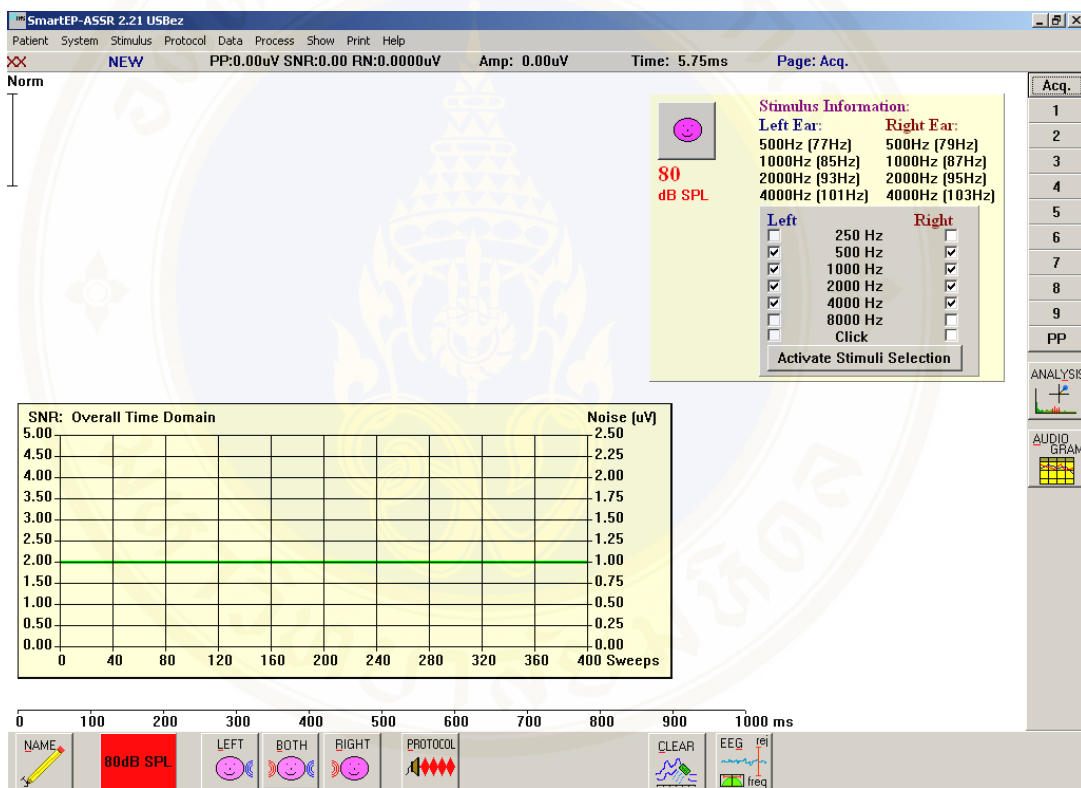 SmartEP-ASSR 2.21 USBez
Patient System Stimulus Protocol Data Process Show Print Help
XX NEW PP:0.00uV SNR:0.00 RN:0.0000uV Amp: 0.00uV Time: 5.75ms Page: Acq.
Norm
Acq.
1
2
3
4
5
6
7
8
9
PP
ANALYSIS
AUDIO
GRAM
80
dB SPL
Stimulus Information:
Left Ear: Right Ear:
500Hz (77Hz) 500Hz (79Hz)
1000Hz (85Hz) 1000Hz (87Hz)
2000Hz (93Hz) 2000Hz (95Hz)
4000Hz (101Hz) 4000Hz (103Hz)
Left Right
250 Hz
500 Hz
1000 Hz
2000 Hz
4000 Hz
8000 Hz
Click
Activate Stimuli Selection
SNR: Overall Time Domain Noise (uV)
5.00 2.50
4.50 2.25
4.00 2.00
3.50 1.75
3.00 1.50
2.50 1.25
2.00 1.00
1.50 0.75
1.00 0.50
0.50 0.25
0.00 0.00
0 40 80 120 160 200 240 280 320 360 400 Sweeps
0 100 200 300 400 500 600 700 800 900 1000 ms
NAME
80dB SPL
LEFT
BOTH
RIGHT
PROTOCOL
CLEAR
EEG rej
freq